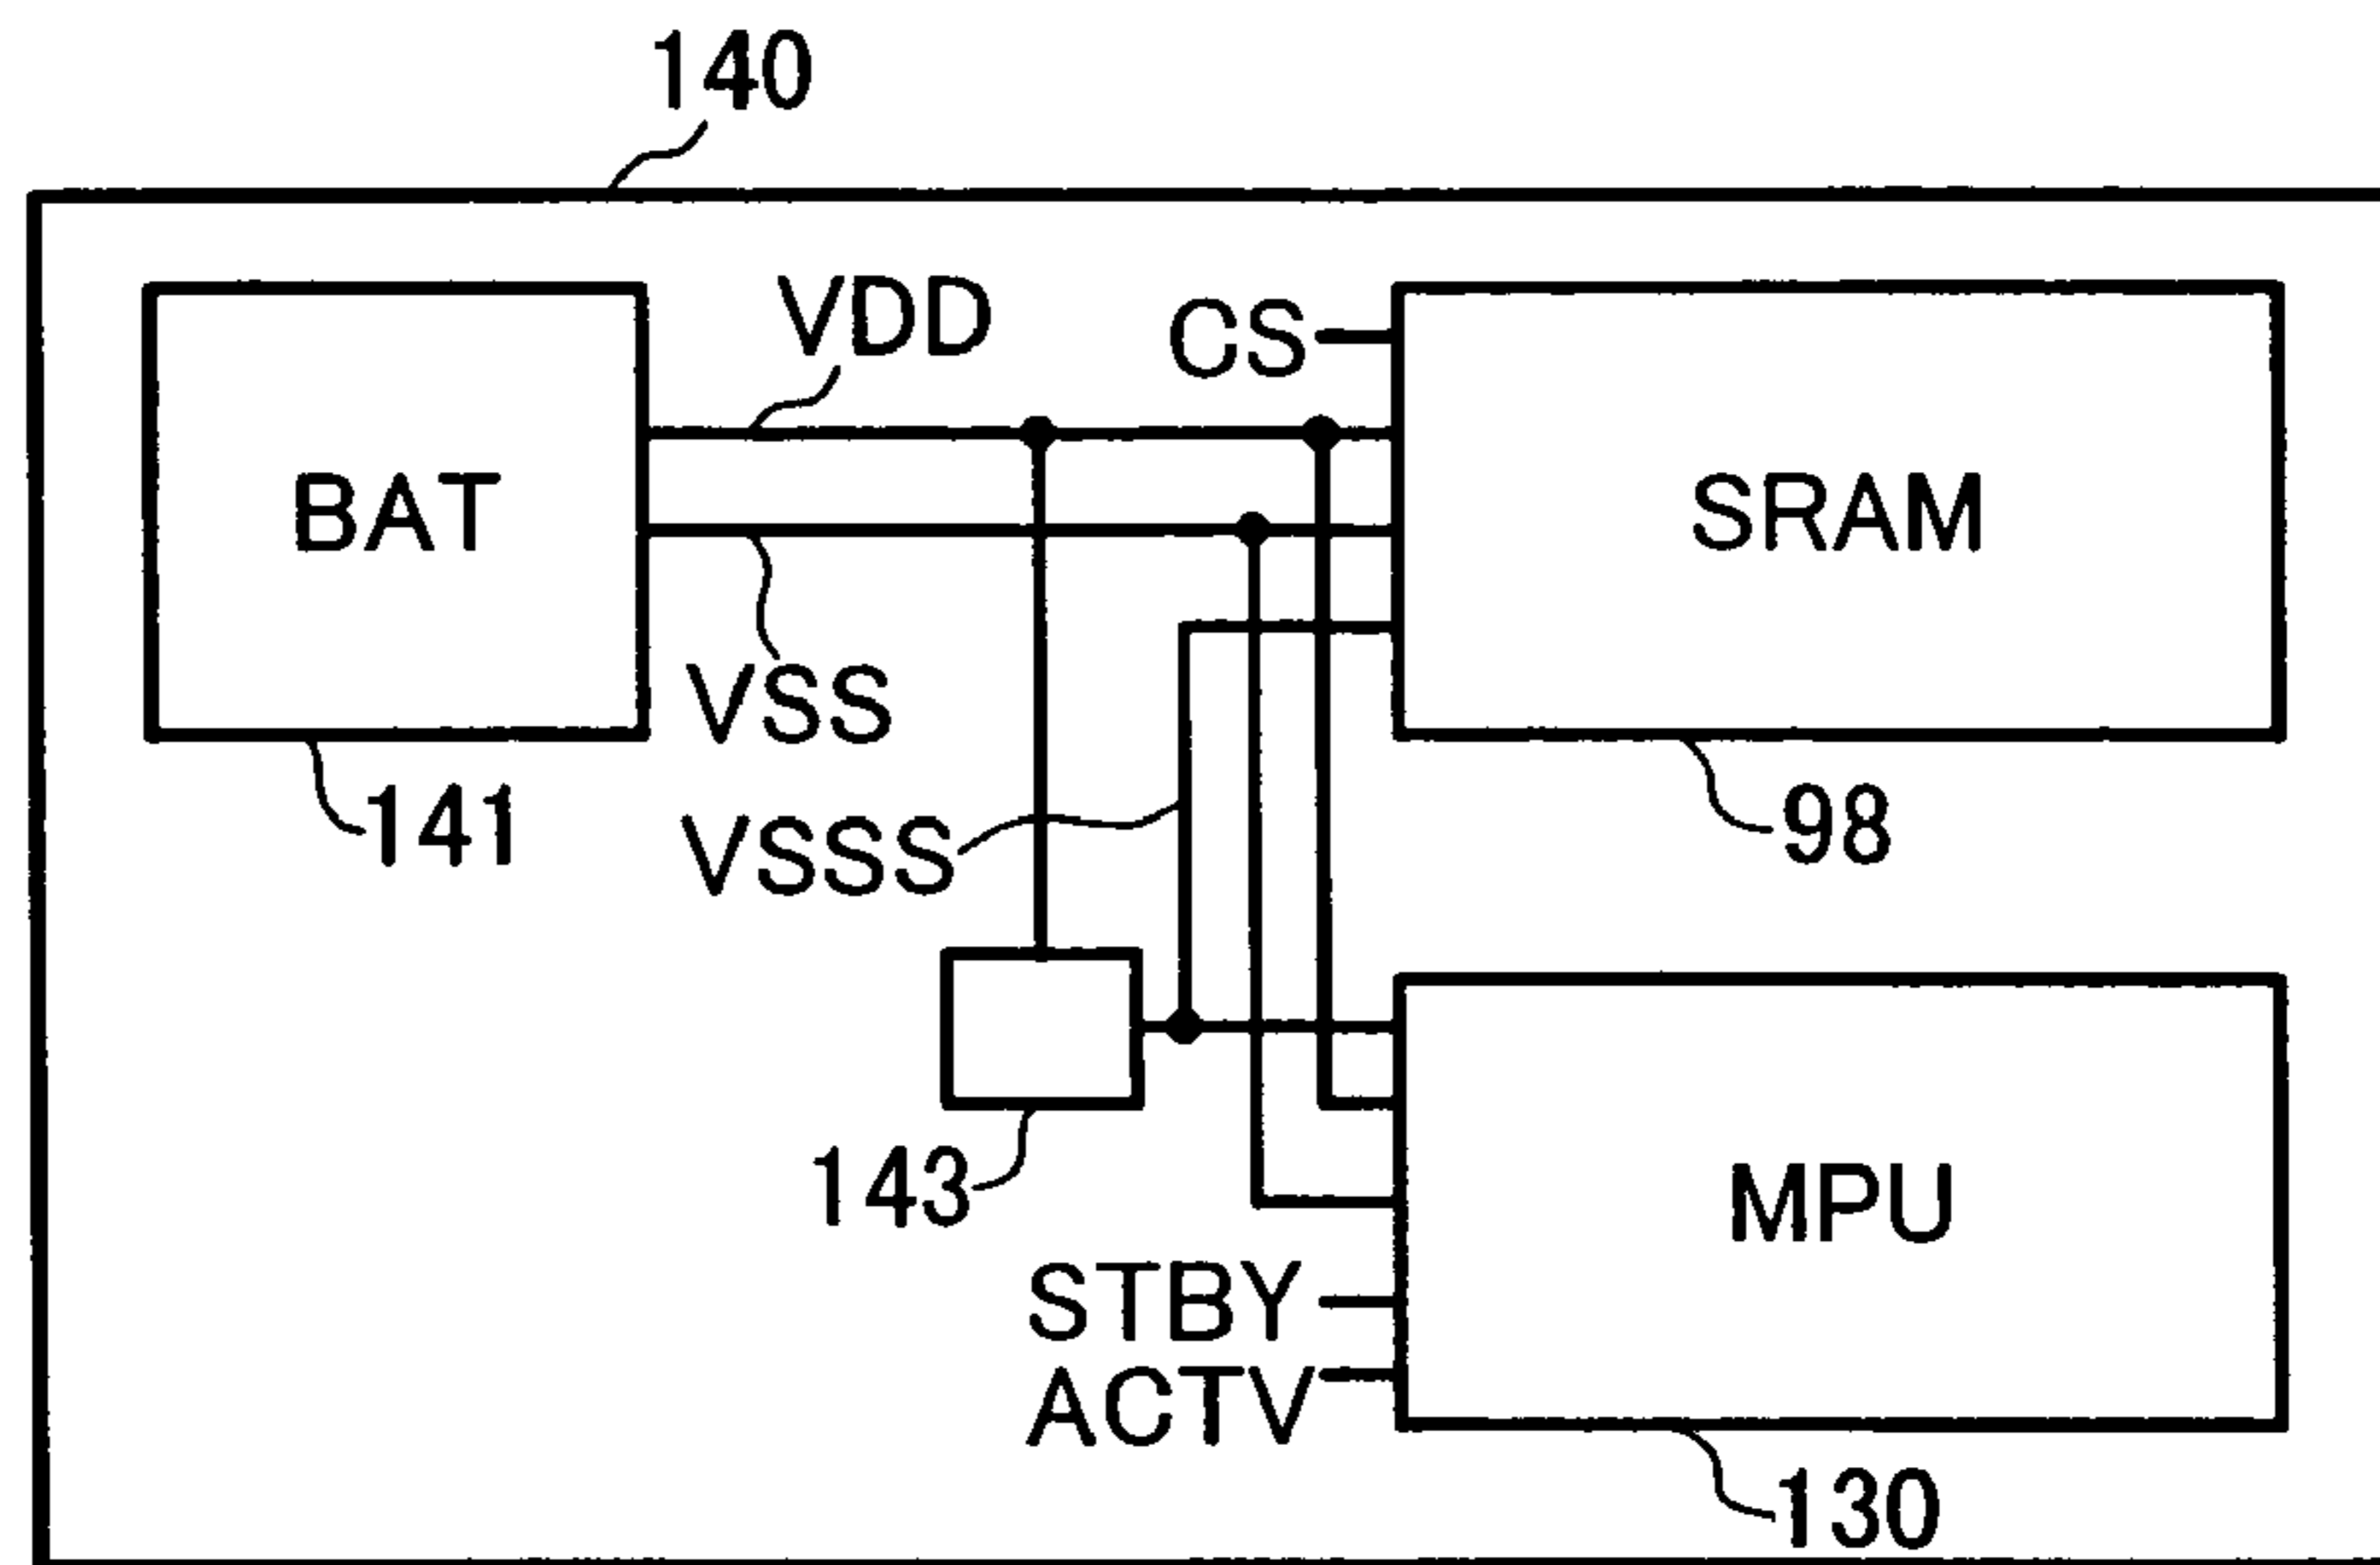 140
VDD
CS
BAT
SRAM
VSS
141
VSSS
98
143
MPU
STBY
ACTV
130